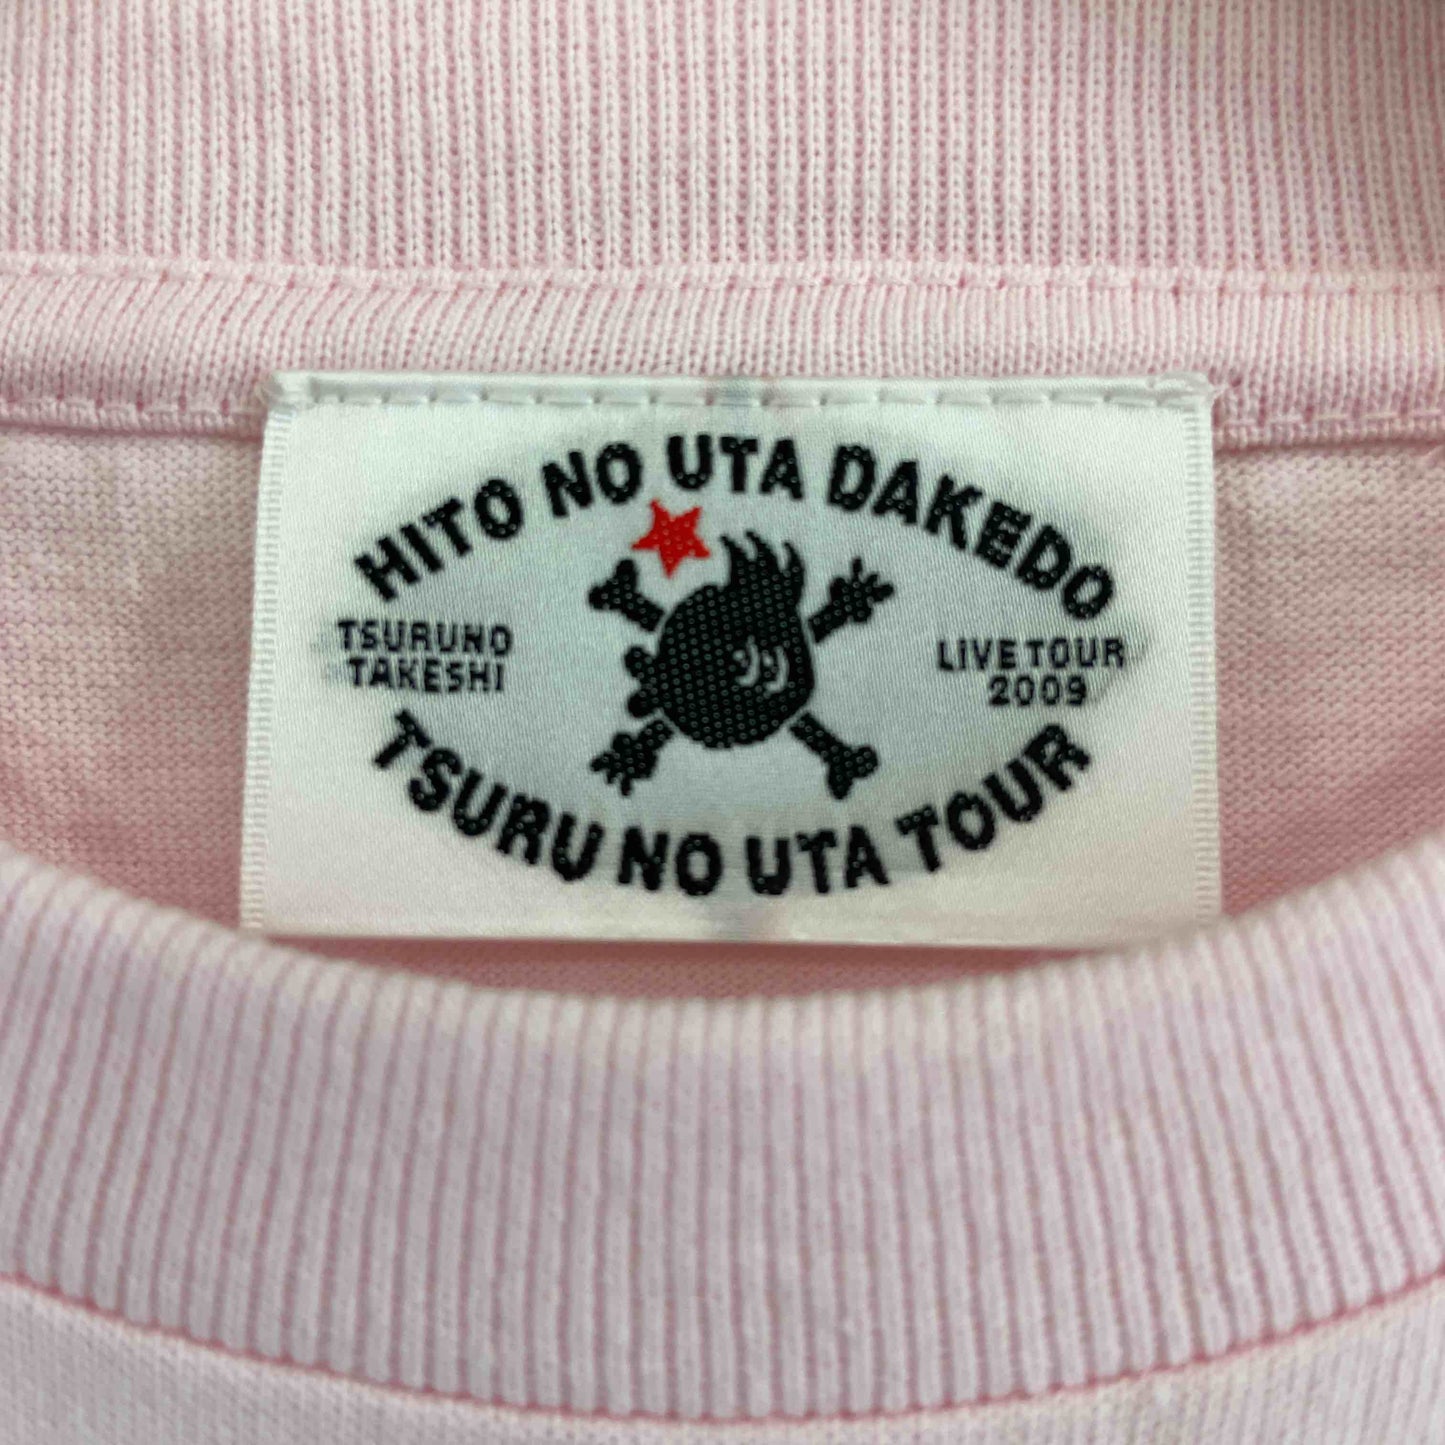 HITO NO UTA DAKEDO
TSURUNO
TAKESHI
LIVE TOUR
2009
TSURU NO UTA TOUR